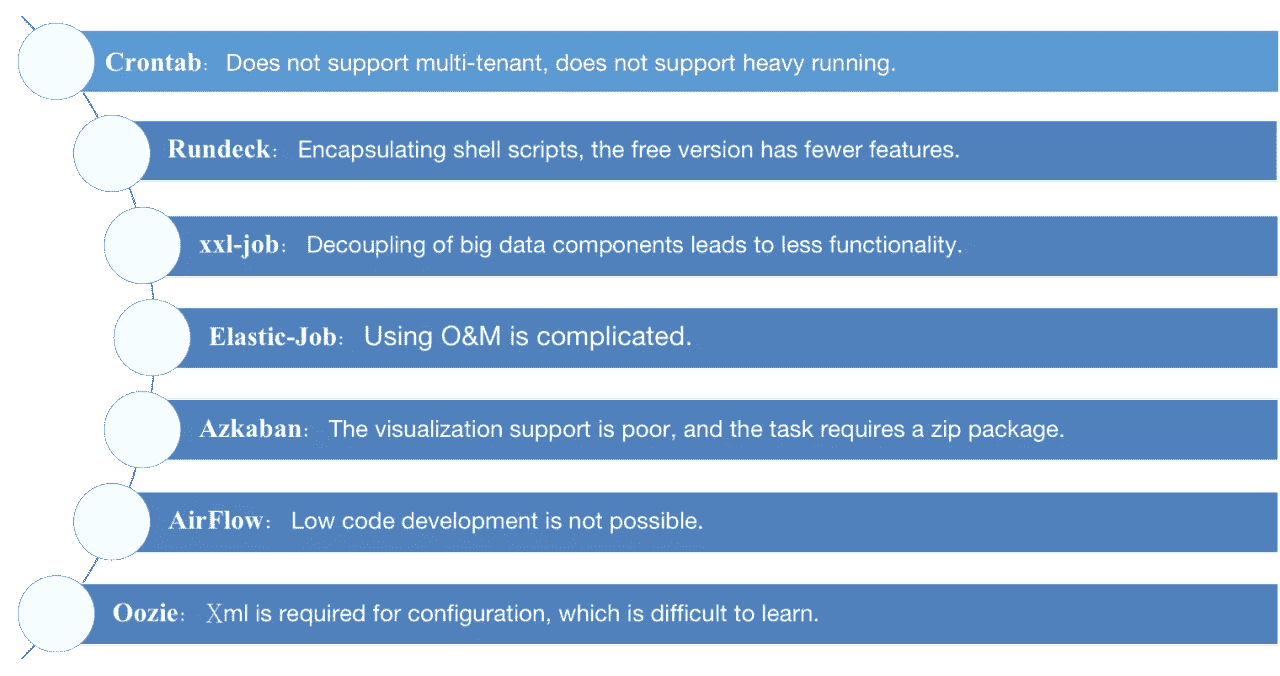 Crontab： Does not support multi-tenant, does not support heavy running.
Rundeck： Encapsulating shell scripts, the free version has fewer features.
xxl-job： Decoupling of big data components leads to less functionality.
Elastic-Job： Using O&M is complicated.
Azkaban： The visualization support is poor, and the task requires a zip package.
AirFlow： Low code development is not possible.
Oozie： Xml is required for configuration, which is difficult to learn.